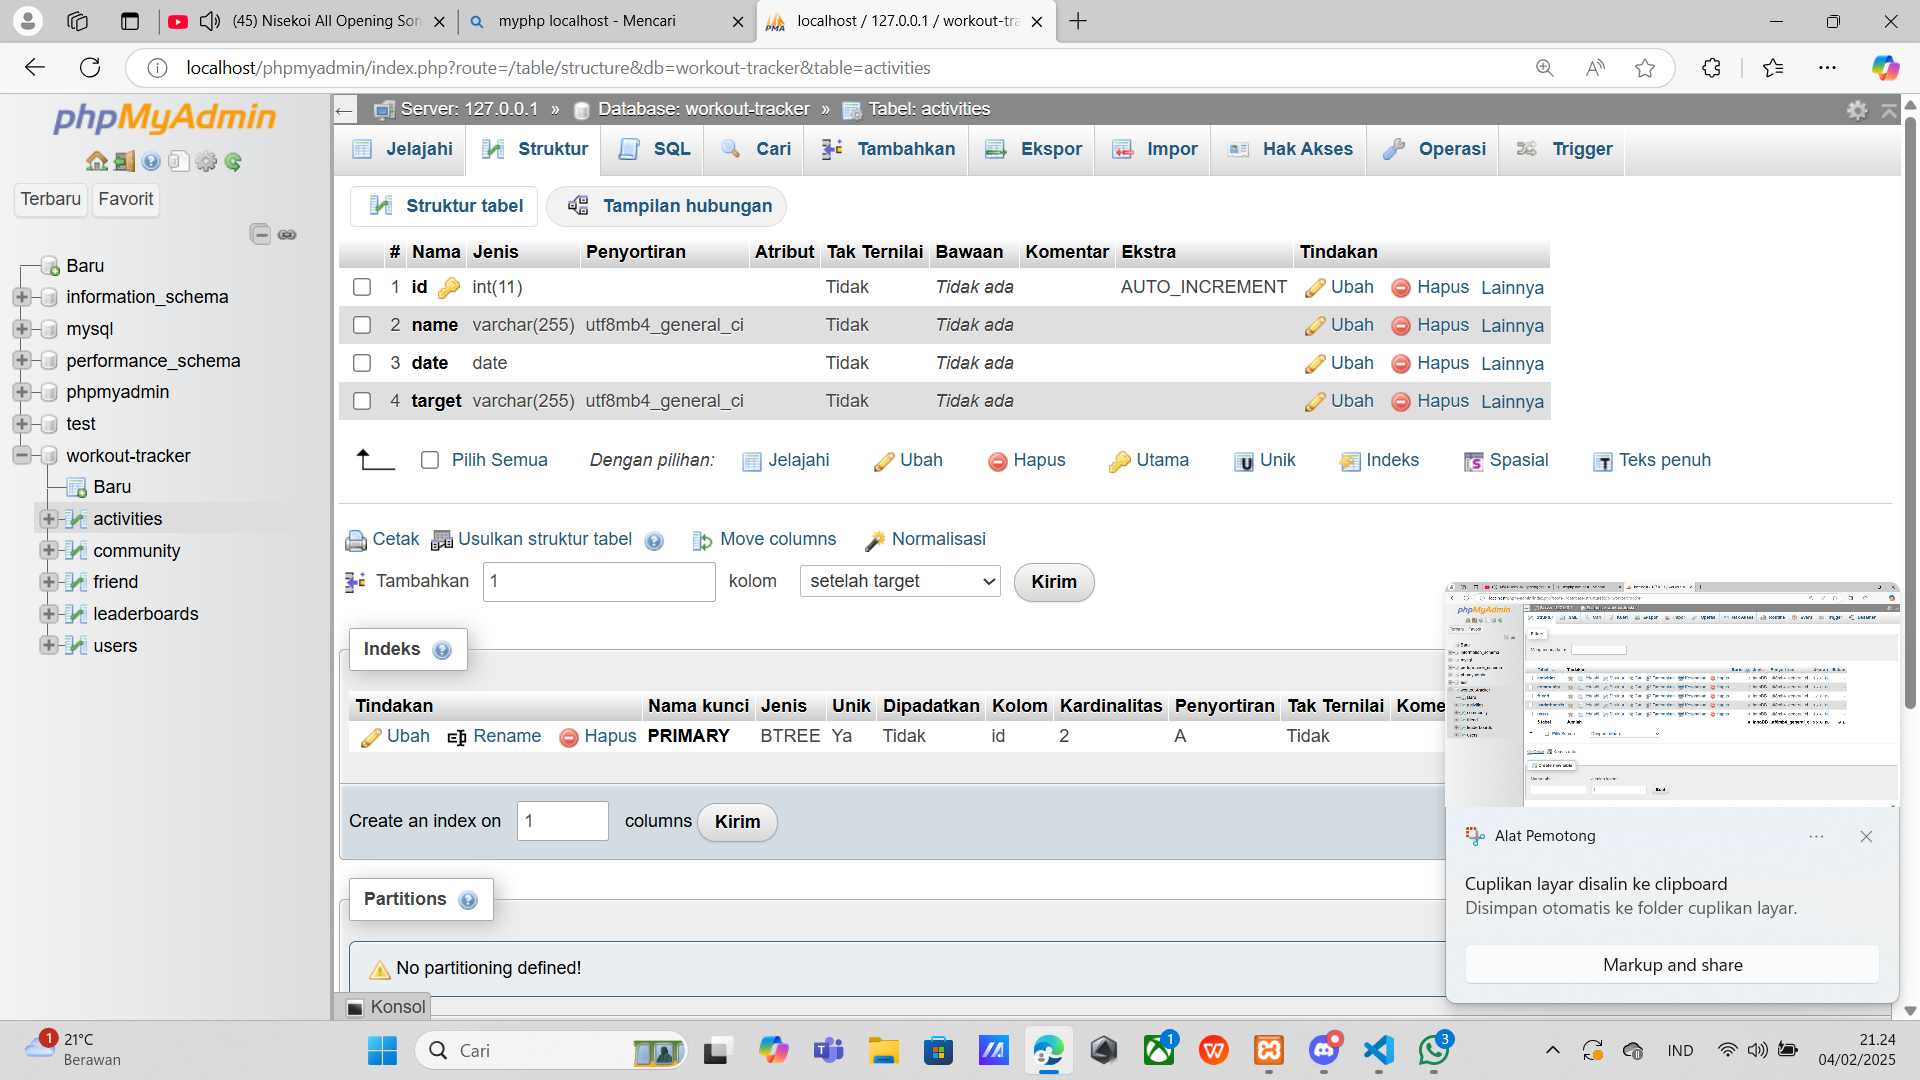 (45) Nisekoi All Opening Son
myphp localhost - Mencari
localhost / 127.0.0.1 / workout-tra
localhost/phpmyadmin/index.php?route=/table/structure&db=workout-tracker&table=activities
phpMyAdmin
Terbaru
Favorit
Baru
information_schema
mysql
performance_schema
phpmyadmin
test
workout-tracker
Baru
activities
community
friend
leaderboards
users
Server: 127.0.0.1 » Database: workout-tracker » Tabel: activities
Jelajahi Struktur SQL Cari Tambahkan Ekspor Impor Hak Akses Operasi Trigger
Struktur tabel Tampilan hubungan
# Nama Jenis Penyortiran Atribut Tak Ternilai Bawaan Komentar Ekstra Tindakan
1 id int(11) Tidak Tidak ada AUTO_INCREMENT Ubah Hapus Lainnya
2 name varchar(255) utf8mb4_general_ci Tidak Tidak ada Ubah Hapus Lainnya
3 date date Tidak Tidak ada Ubah Hapus Lainnya
4 target varchar(255) utf8mb4_general_ci Tidak Tidak ada Ubah Hapus Lainnya
Pilih Semua Dengan pilihan: Jelajahi Ubah Hapus Utama Unik Indeks Spasial Teks penuh
Cetak Usulkan struktur tabel Move columns Normalisasi
Tambahkan 1 kolom setelah target Kirim
Indeks
Tindakan Nama kunci Jenis Unik Dipadatkan Kolom Kardinalitas Penyortiran Tak Ternilai Kome
Ubah Rename Hapus PRIMARY BTREE Ya Tidak id 2 A Tidak
Create an index on 1 columns Kirim
Partitions
No partitioning defined!
Konsol
phpMyAdmin
Alat Pemotong
Cuplikan layar disalin ke clipboard
Disimpan otomatis ke folder cuplikan layar.
Markup and share
1
21°C
Berawan
Cari
1
3
IND
21.24
04/02/2025